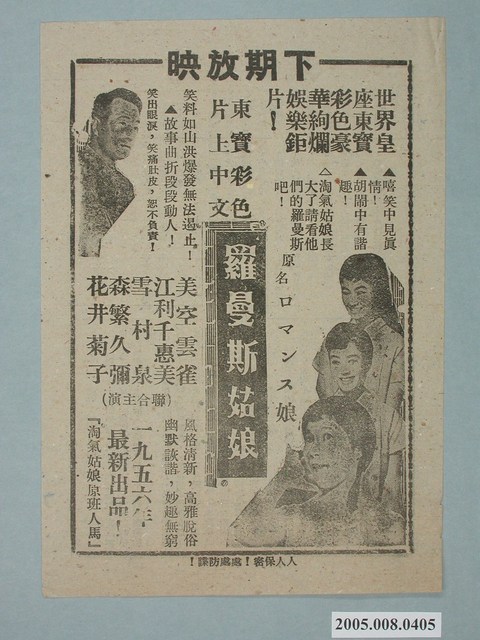 下期放映
世界皇
座東寶
彩色豪
華絢爛
娛樂鉅
片！
▲嘻笑中見真
情！
▲胡鬧中有諧
趣！
△淘氣姑娘長
大了請看他
們的羅曼斯
吧！
東寶彩色
片上中文
笑料如山洪爆發無法遏止！
▲故事曲折段段動人！
笑出眼淚，笑痛肚皮，恕不負責！
原名ロマンス娘
羅曼斯姑娘
美空雲雀
江利千惠美
雪村泉
森繁久彌
花井菊子
(聯合主演)
風格清新，高雅脫俗
幽默詼諧，妙趣無窮
一九五六年
最新出品！
『淘氣姑娘原班人馬』
人人保密！處處防諜！
2005.008.0405